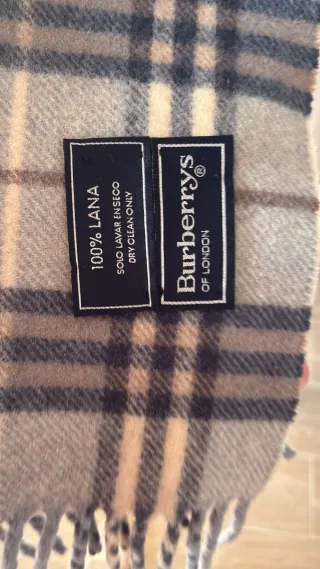 Burberrys®
OF LONDON
100% LANA
SOLO LAVAR EN SECO
DRY CLEAN ONLY